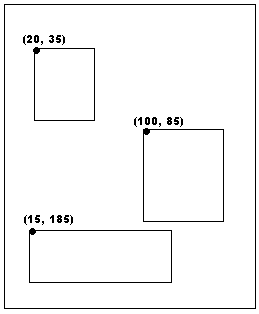 (20, 35)
(100, 85)
(15, 185)